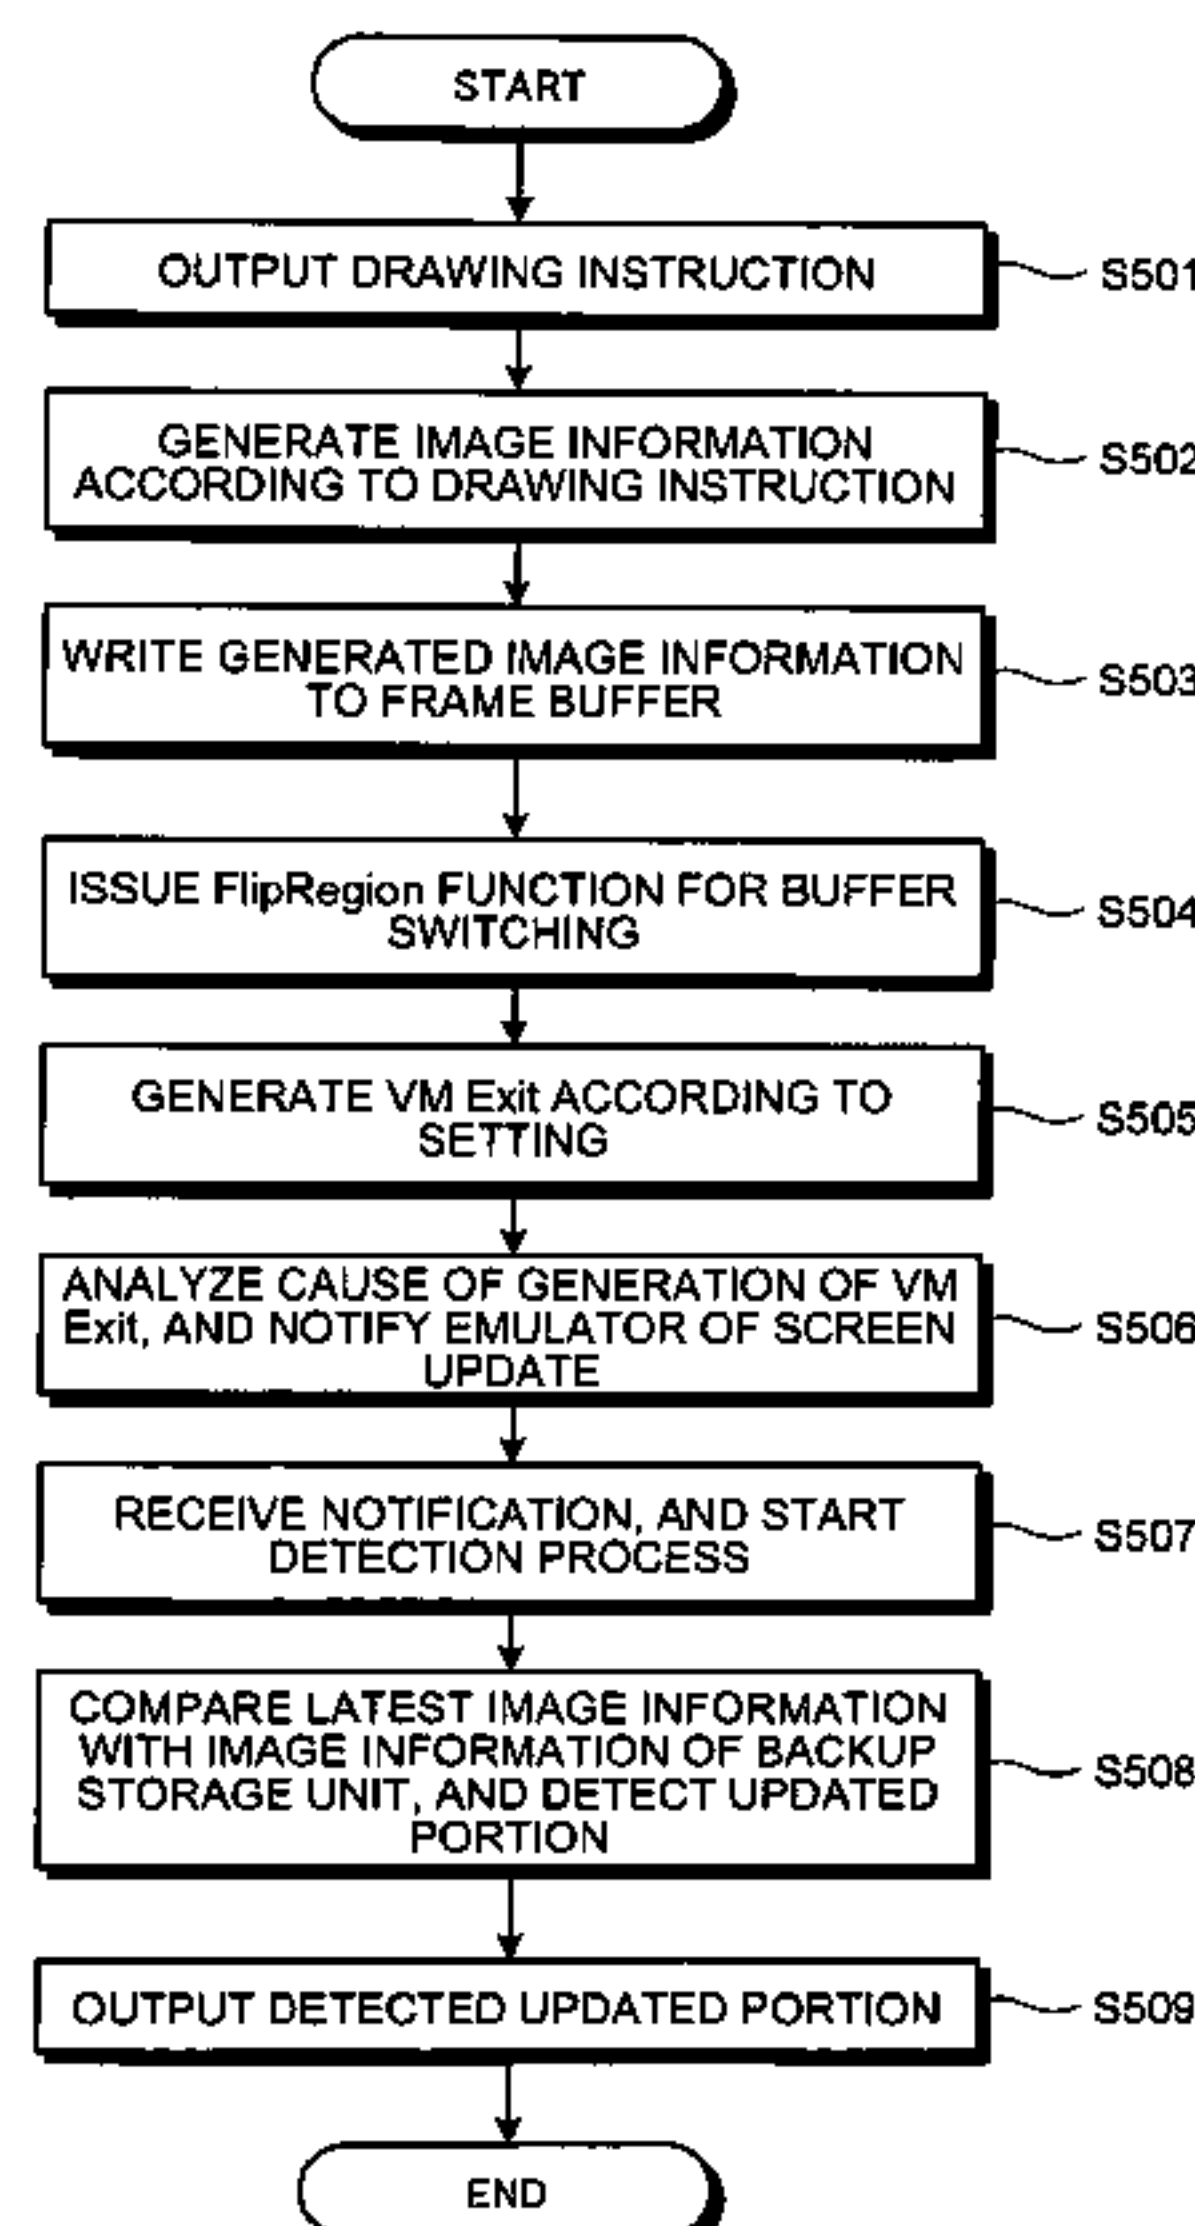 START
OUTPUT DRAWING INSTRUCTION
S501
GENERATE IMAGE INFORMATION
ACCORDING TO DRAWING INSTRUCTION
S502
WRITE GENERATED IMAGE INFORMATION
TO FRAME BUFFER
S503
ISSUE FlipRegion FUNCTION FOR BUFFER
SWITCHING
S504
GENERATE VM Exit ACCORDING TO
SETTING
S505
ANALYZE CAUSE OF GENERATION OF VM
Exit, AND NOTIFY EMULATOR OF SCREEN
UPDATE
S506
RECEIVE NOTIFICATION, AND START
DETECTION PROCESS
S507
COMPARE LATEST IMAGE INFORMATION
WITH IMAGE INFORMATION OF BACKUP
STORAGE UNIT, AND DETECT UPDATED
PORTION
S508
OUTPUT DETECTED UPDATED PORTION
S509
END